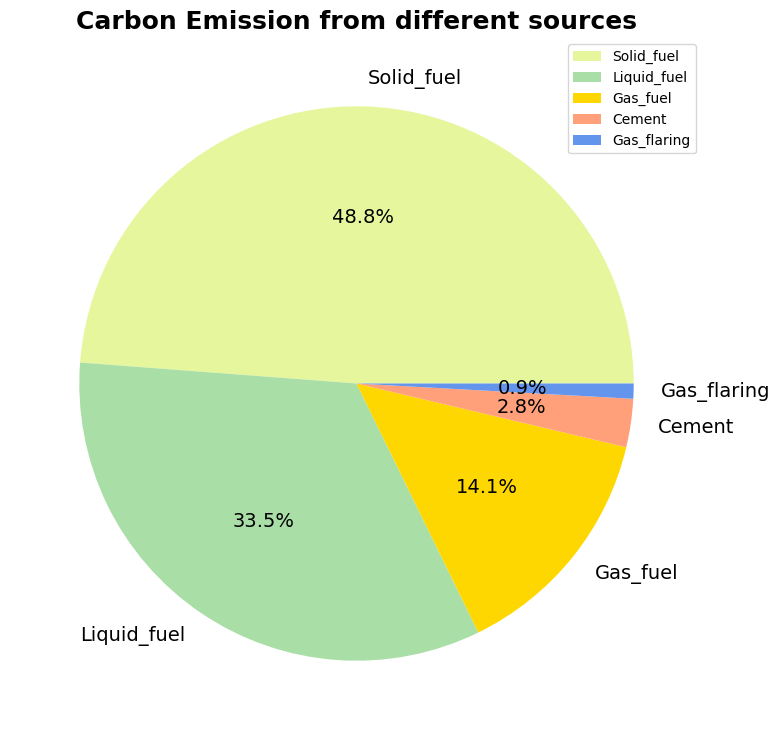 Carbon Emission from different sources
Solid_fuel
Liquid_fuel
Gas_fuel
Cement
Gas_flaring
Solid_fuel
48.8%
0.9%
Gas_flaring
2.8%
Cement
14.1%
33.5%
Gas_fuel
Liquid_fuel